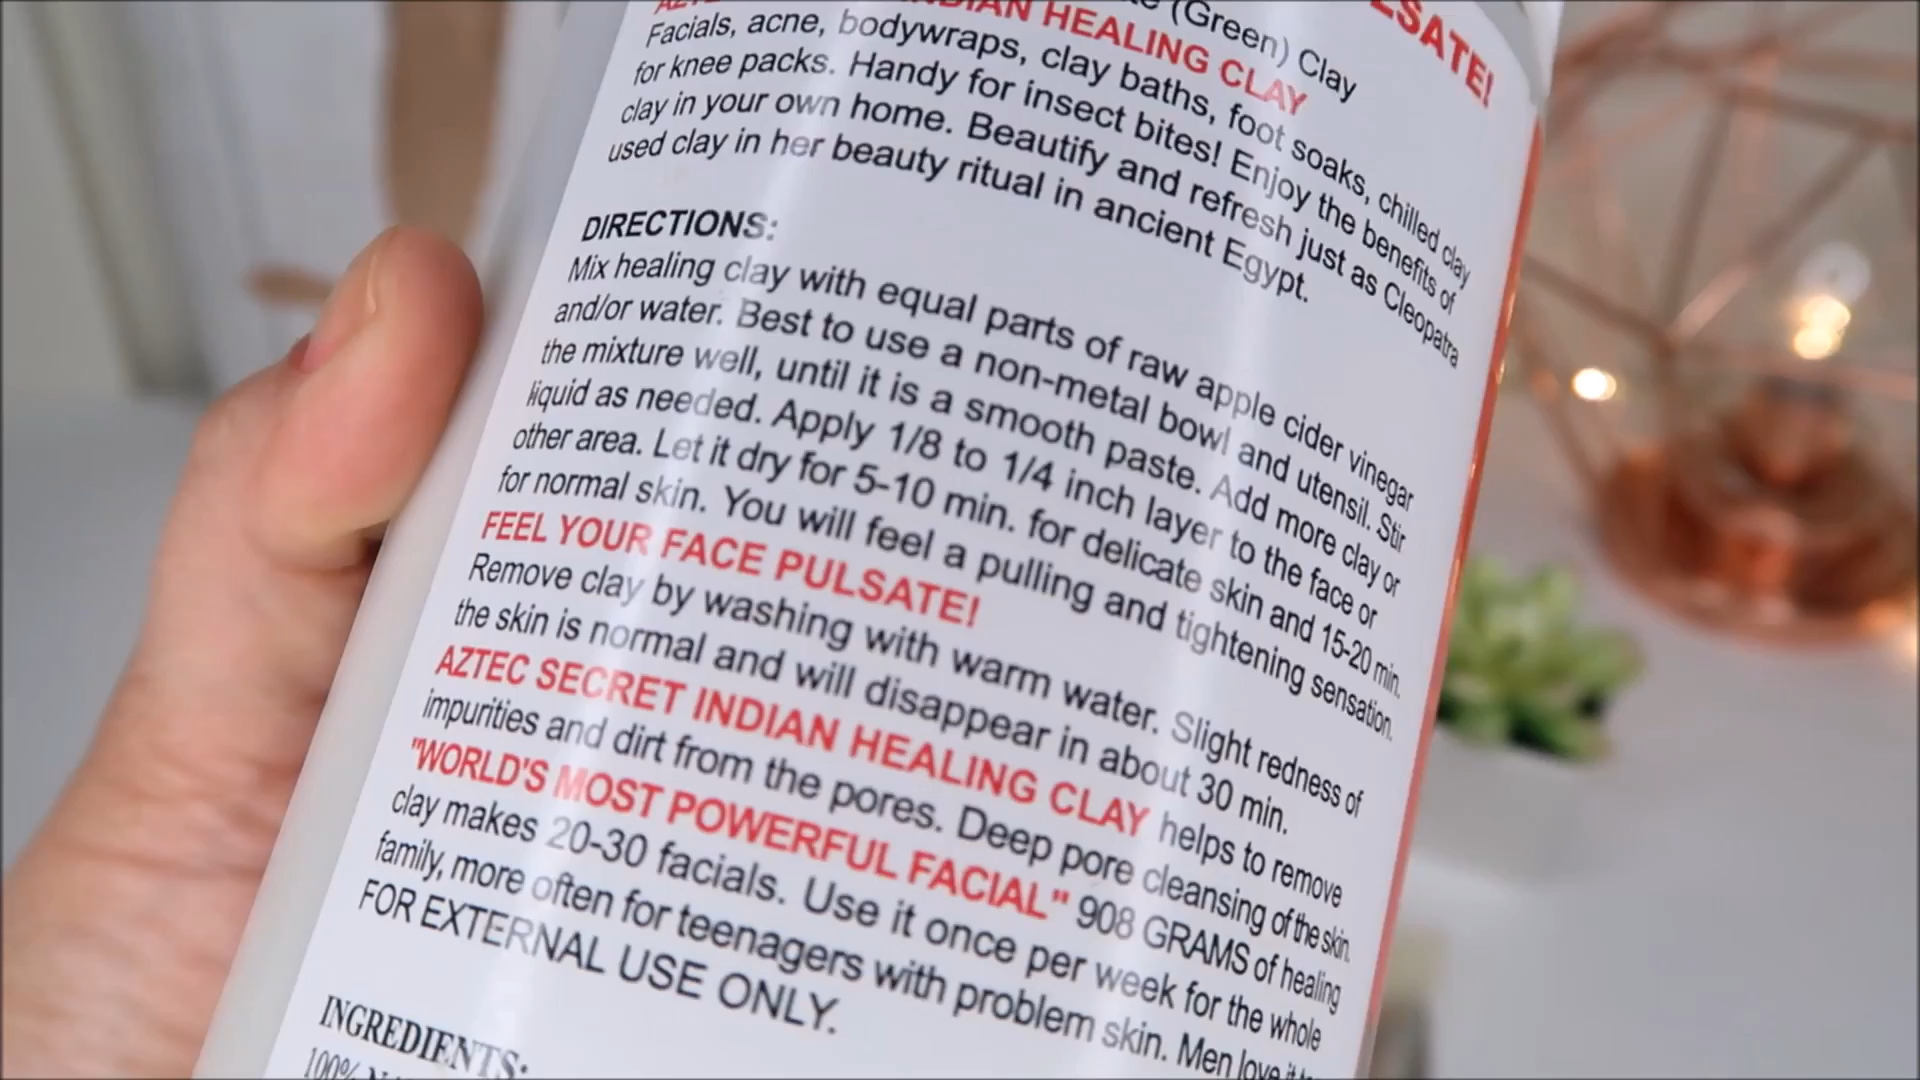 LSATE!
(Green) Clay
INDIAN HEALING CLAY
Facials, acne, bodywraps, clay baths, foot soaks, chilled clay
for knee packs. Handy for insect bites! Enjoy the benefits of
clay in your own home. Beautify and refresh just as Cleopatra
used clay in her beauty ritual in ancient Egypt.
DIRECTIONS:
Mix healing clay with equal parts of raw apple cider vinegar
and/or water. Best to use a non-metal bowl and utensil. Stir
the mixture well, until it is a smooth paste. Add more clay or
liquid as needed. Apply 1/8 to 1/4 inch layer to the face or
other area. Let it dry for 5-10 min. for delicate skin and 15-20 min.
for normal skin. You will feel a pulling and tightening sensation.
FEEL YOUR FACE PULSATE!
Remove clay by washing with warm water. Slight redness of
the skin is normal and will disappear in about 30 min.
AZTEC SECRET INDIAN HEALING CLAY helps to remove
impurities and dirt from the pores. Deep pore cleansing of the skin.
"WORLD'S MOST POWERFUL FACIAL" 908 GRAMS of healing
clay makes 20-30 facials. Use it once per week for the whole
family, more often for teenagers with problem skin. Men love it
FOR EXTERNAL USE ONLY.
INGREDIENTS:
100%